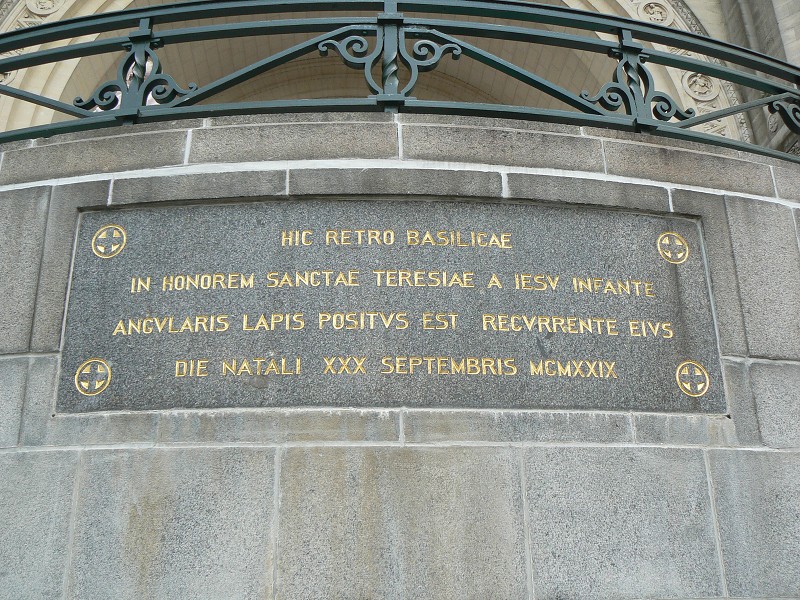 HIC RETRO BASILICAE
IN HONOREM SANCTAE TERESIAE A IESV INFANTE
ANGVLARIS LAPIS POSITVS EST RECVRRENTE EIVS
DIE NATALI XXX SEPTEMBRIS MCMXXIX